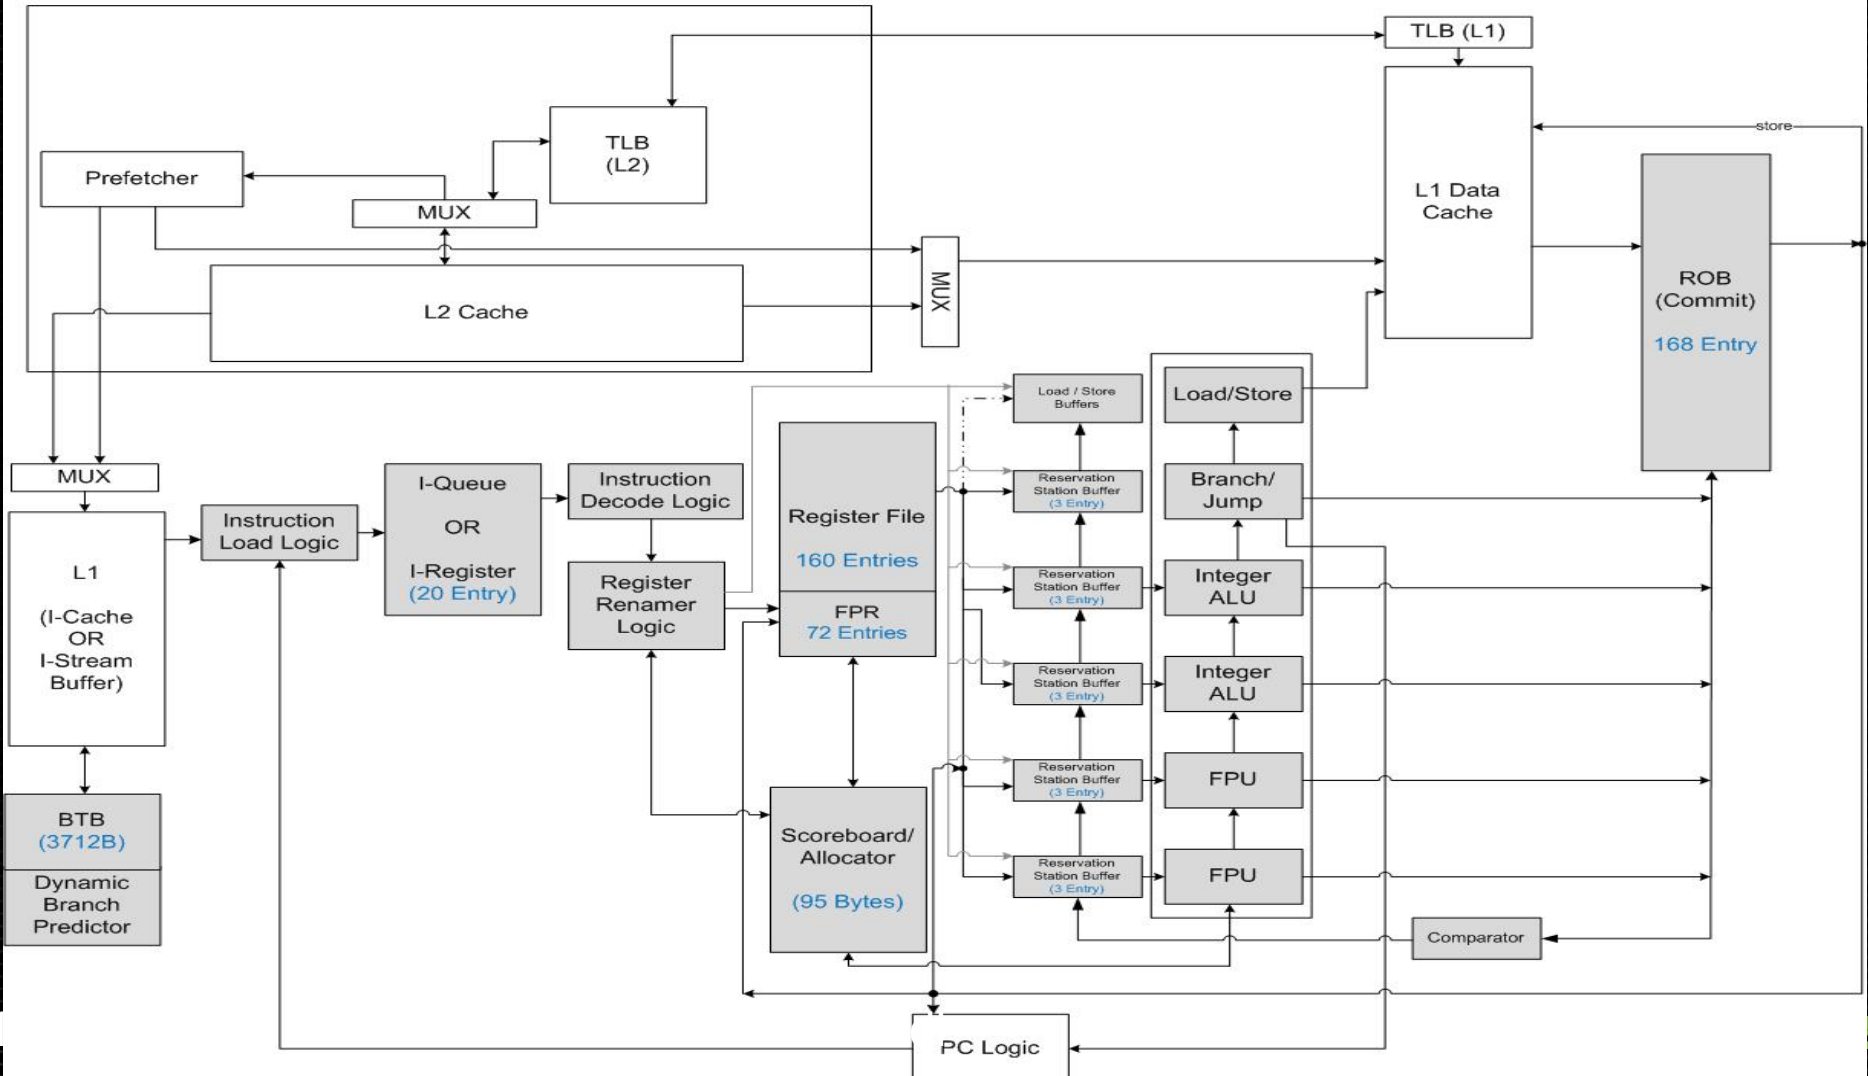 TLB (L1)
TLB
(L2)
store
Prefetcher
MUX
L1 Data
Cache
MUX
L2 Cache
ROB
(Commit)
168 Entry
Load / Store
Buffers
Load/Store
MUX
I-Queue
OR
I-Register
(20 Entry)
Instruction
Decode Logic
Reservation
Station Buffer
(3 Entry)
Branch/
Jump
Instruction
Load Logic
Register File
160 Entries
L1
(I-Cache
OR
I-Stream
Buffer)
Register
Renamer
Logic
FPR
72 Entries
Reservation
Station Buffer
(3 Entry)
Integer
ALU
Reservation
Station Buffer
(3 Entry)
Integer
ALU
Reservation
Station Buffer
(3 Entry)
FPU
BTB
(3712B)
Dynamic
Branch
Predictor
Scoreboard/
Allocator
(95 Bytes)
Reservation
Station Buffer
(3 Entry)
FPU
Comparator
PC Logic